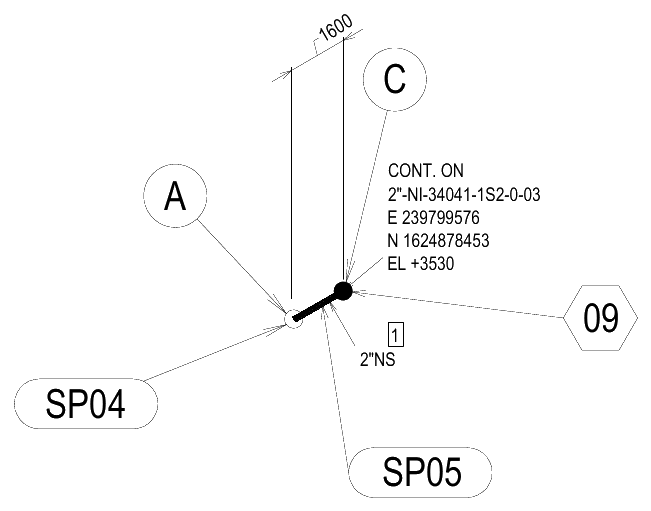 1600
C
A
CONT. ON
2"-NI-34041-1S2-0-03
E 239799576
N 1624878453
EL +3530
09
1
2"NS
SP04
SP05